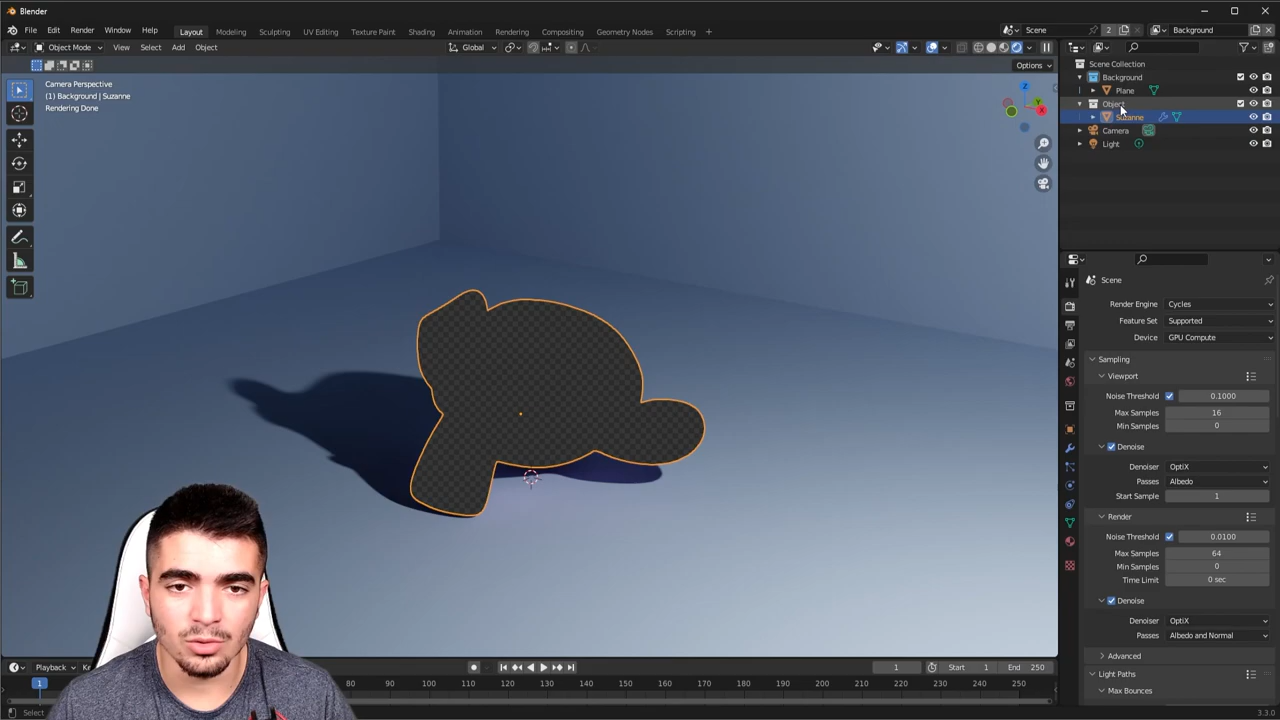 Blender
File Edit Render Window Help Layout Modeling Sculpting UV Editing Texture Paint Shading Animation Rendering Compositing Geometry Nodes Scripting + Scene 2 Background
Object Mode View Select Add Object Global
Options
Camera Perspective
(1) Background | Suzanne
Rendering Done
Z
Y
X
Scene Collection
Background
Plane
Object
Suzanne
Camera
Light
Scene
Render Engine Cycles
Feature Set Supported
Device GPU Compute
Sampling
Viewport
Noise Threshold 0.1000
Max Samples 16
Min Samples 0
Denoise
Denoiser OptiX
Passes Albedo
Start Sample 1
Render
Noise Threshold 0.0100
Max Samples 64
Min Samples 0
Time Limit 0 sec
Denoise
Denoiser OptiX
Passes Albedo and Normal
Advanced
Light Paths
Max Bounces
Playback 1 Start 1 End 250
1 80 90 100 110 120 130 140 150 160 170 180 190 200 210 220 230 240 250
Select 3.3.0